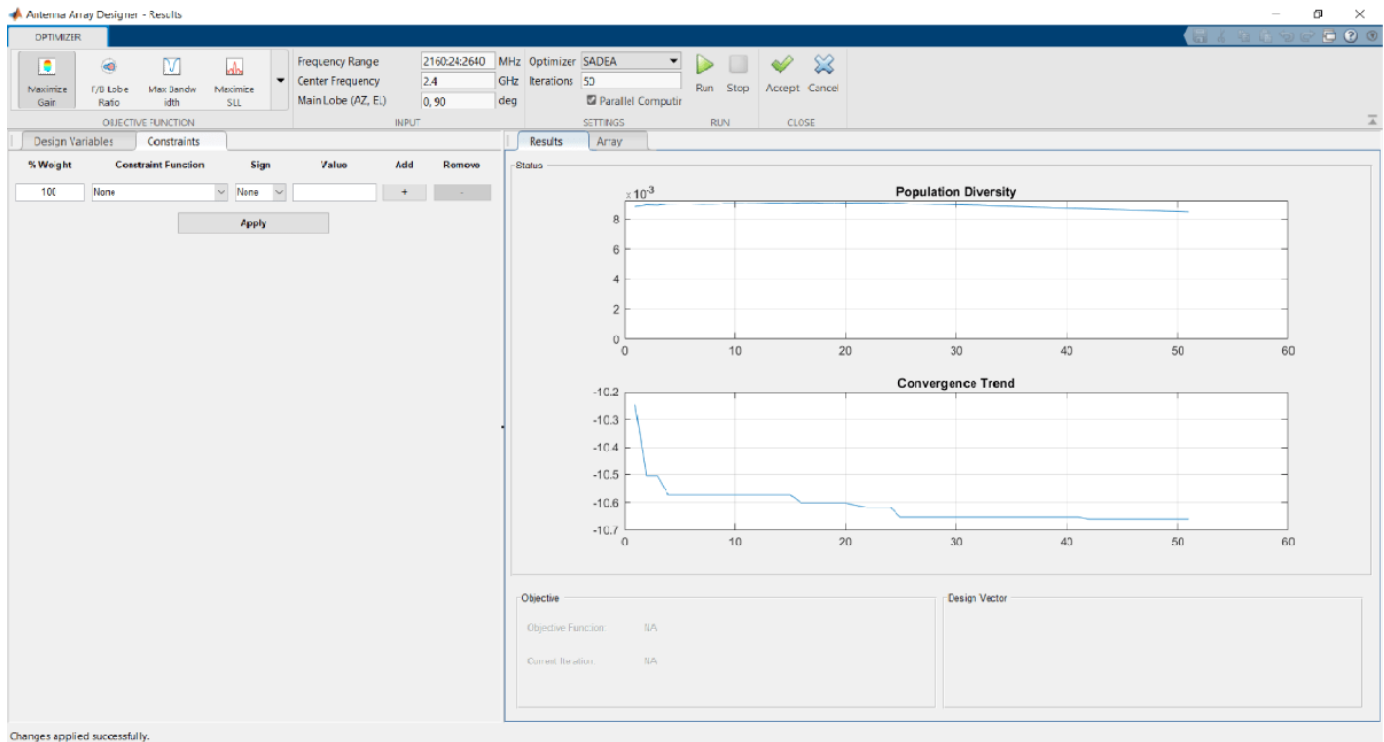 Antenna Array Designer - Results
OPTIMIZER
Maximize Gain
F/B Lobe Ratio
Max Bandwidth
Maximize SLL
OBJECTIVE FUNCTION
Frequency Range 2160:24:2640 MHz
Center Frequency 2.4 GHz
Main Lobe (AZ, EL) 0, 90 deg
INPUT
Optimizer SADEA
Iterations 50
Parallel Computin
SETTINGS
Run Stop
RUN
Accept Cancel
CLOSE
Design Variables Constraints
% Weight Constraint Function Sign Value Add Remove
100 None None + -
Apply
Results Array
Status
×10-3
Population Diversity
8
6
4
2
0
0 10 20 30 40 50 60
Convergence Trend
-10.2
-10.3
-10.4
-10.5
-10.6
-10.7
0 10 20 30 40 50 60
Objective
Objective Function: NA
Current Iteration: NA
Design Vector
Changes applied successfully.